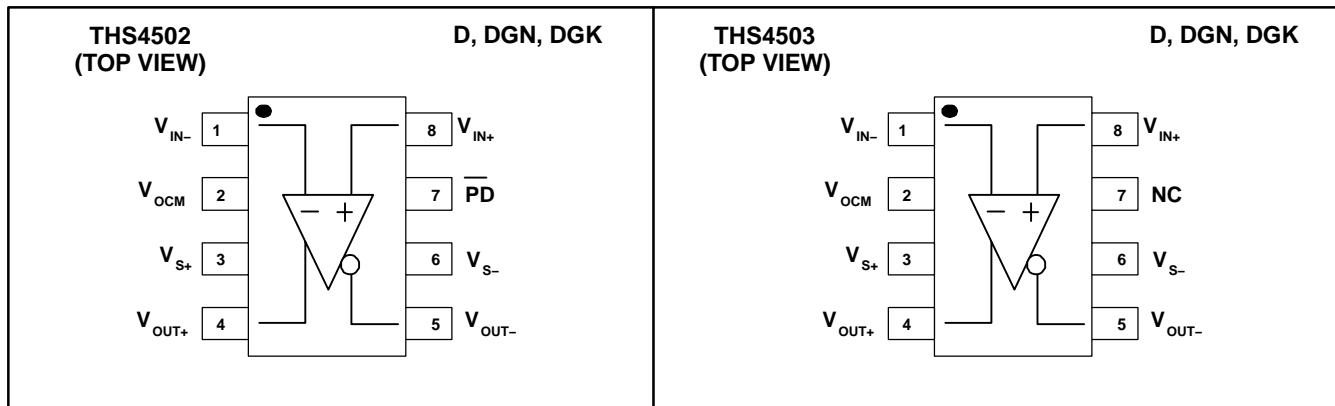 THS4502
(TOP VIEW)
D, DGN, DGK
V_IN– 1 8 V_IN+
V_OCM 2 7 P̅D̅
V_S+ 3 6 V_S–
V_OUT+ 4 5 V_OUT–
– +
THS4503
(TOP VIEW)
D, DGN, DGK
V_IN– 1 8 V_IN+
V_OCM 2 7 NC
V_S+ 3 6 V_S–
V_OUT+ 4 5 V_OUT–
– +